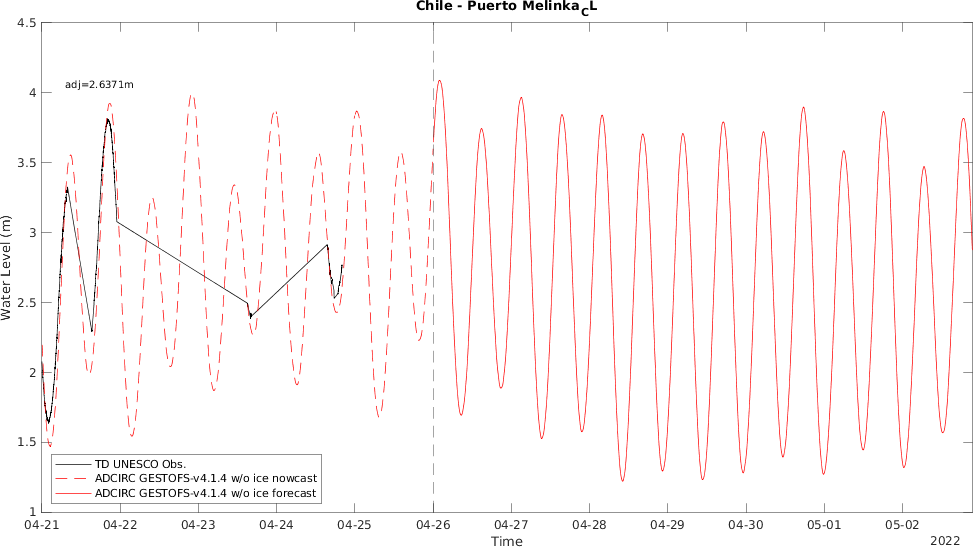 Chile - Puerto Melinka_CL
adj=2.6371m
Water Level (m)
4.5
4
3.5
3
2.5
2
1.5
1
TD UNESCO Obs.
ADCIRC GESTOFS-v4.1.4 w/o ice nowcast
ADCIRC GESTOFS-v4.1.4 w/o ice forecast
04-21 04-22 04-23 04-24 04-25 04-26 04-27 04-28 04-29 04-30 05-01 05-02
Time
2022